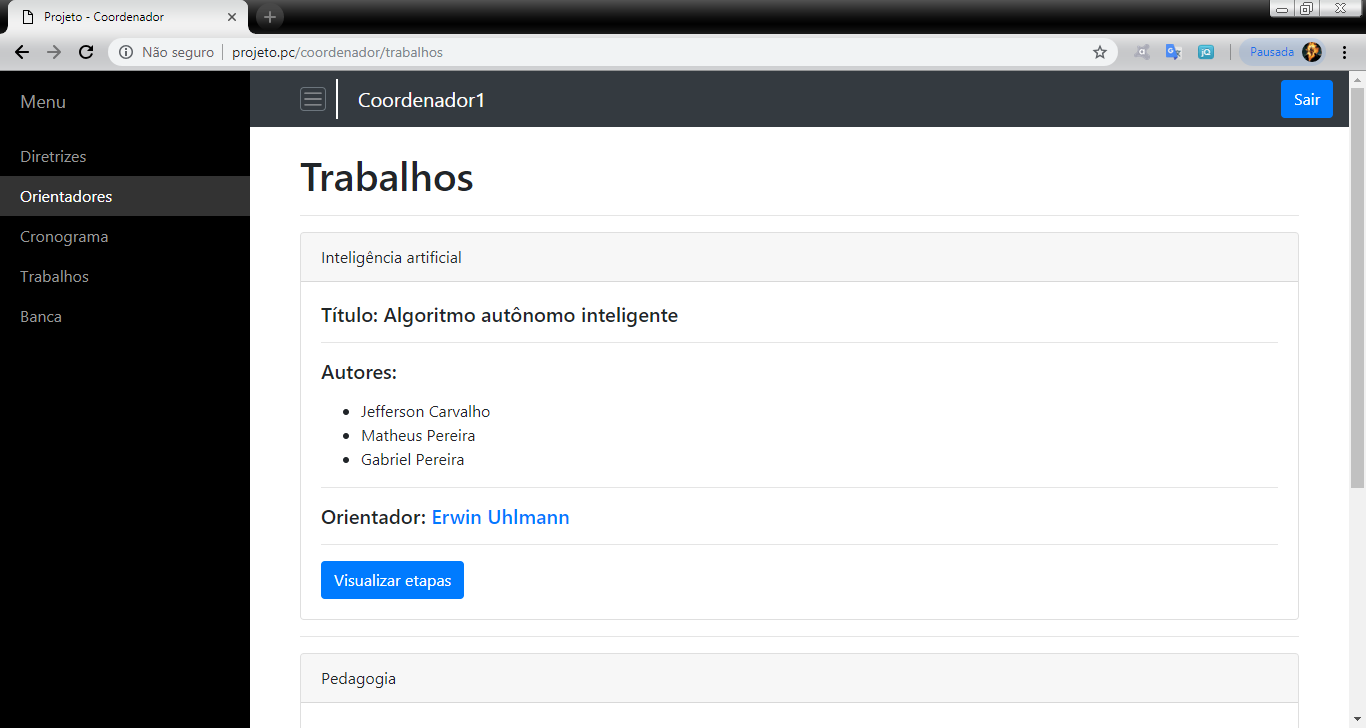 Projeto - Coordenador
Não seguro
projeto.pc/coordenador/trabalhos
Pausada
Menu
Diretrizes
Orientadores
Cronograma
Trabalhos
Banca
Coordenador1
Sair
Trabalhos
Inteligência artificial
Título: Algoritmo autônomo inteligente
Autores:
Jefferson Carvalho
Matheus Pereira
Gabriel Pereira
Orientador: Erwin Uhlmann
Visualizar etapas
Pedagogia